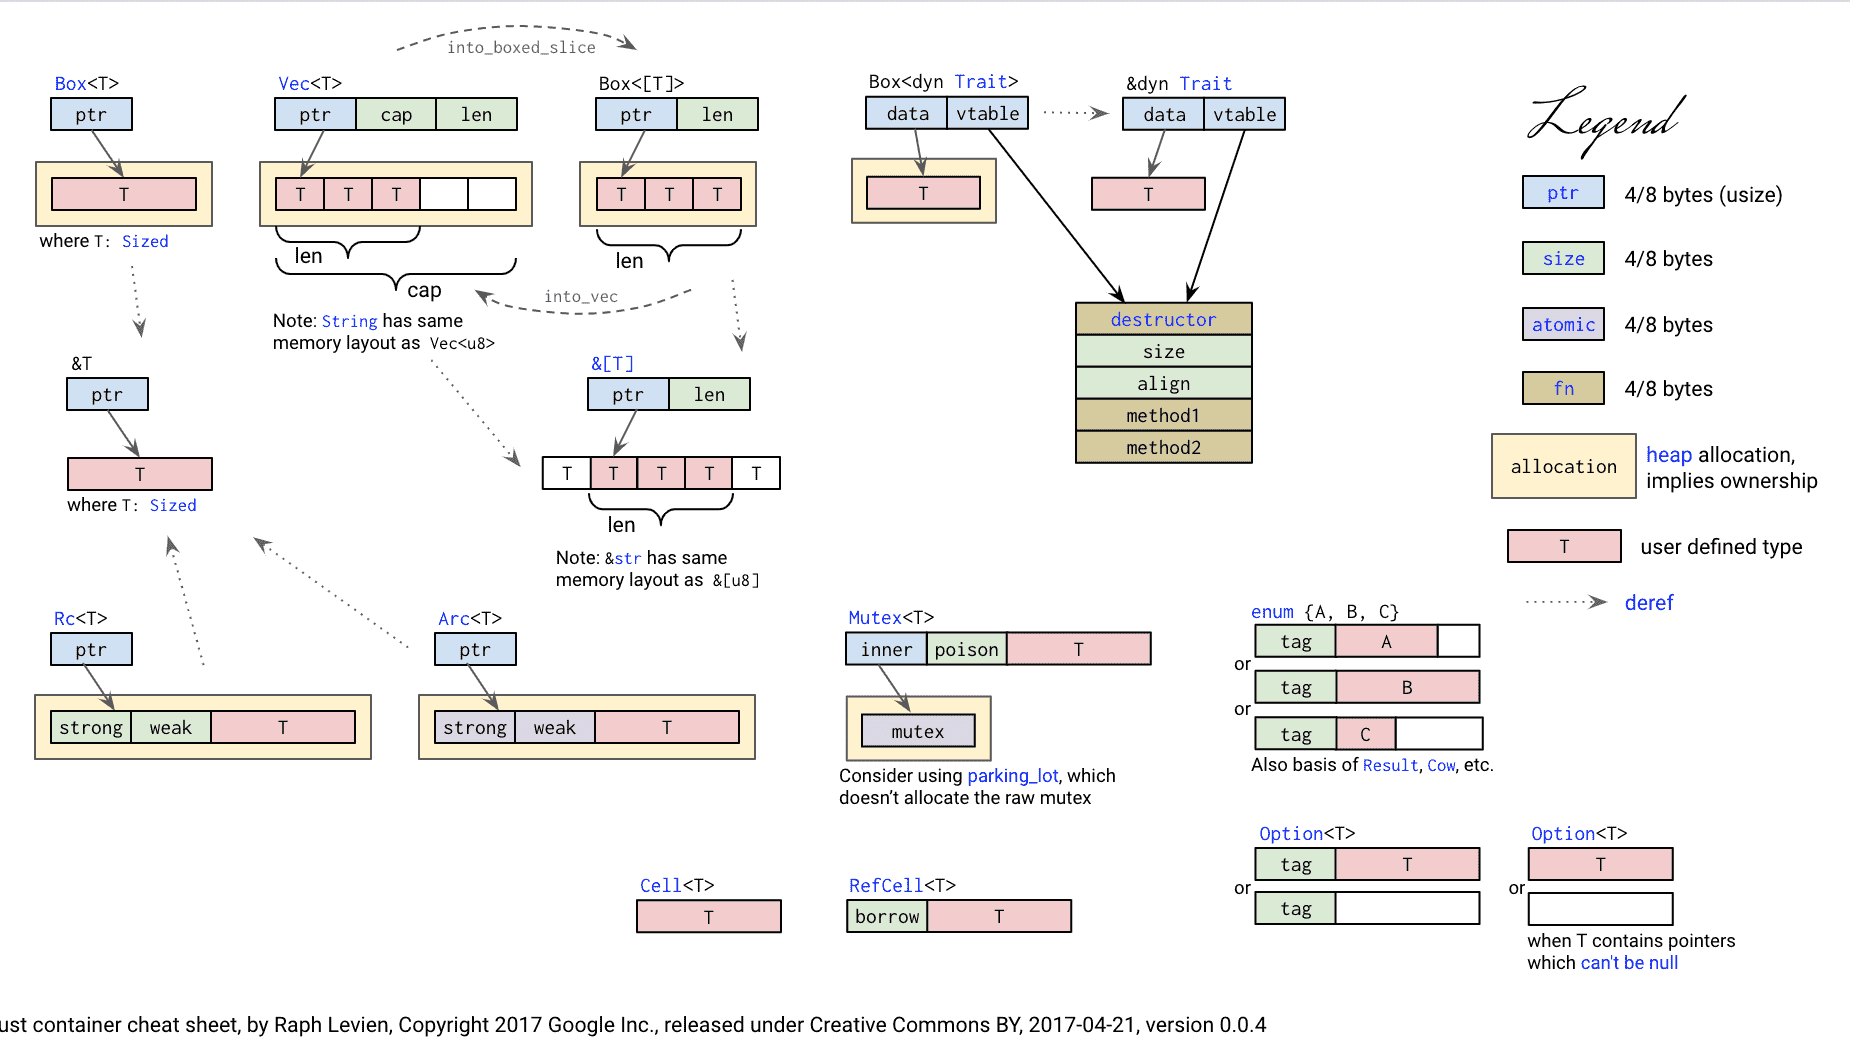 into_boxed_slice
Box<T>
ptr
T
where T: Sized
Vec<T>
ptr cap len
T T T
len
cap
Note: String has same
memory layout as Vec<u8>
Box<[T]>
ptr len
T T T
len
into_vec
Box<dyn Trait>
data vtable
T
&dyn Trait
data vtable
T
destructor
size
align
method1
method2
Legend
ptr 4/8 bytes (usize)
size 4/8 bytes
atomic 4/8 bytes
fn 4/8 bytes
allocation heap allocation,
implies ownership
T user defined type
deref
&T
ptr
T
where T: Sized
&[T]
ptr len
T T T T T
len
Note: &str has same
memory layout as &[u8]
Rc<T>
ptr
strong weak T
Arc<T>
ptr
strong weak T
Mutex<T>
inner poison T
mutex
Consider using parking_lot, which
doesn't allocate the raw mutex
enum {A, B, C}
tag A
or
tag B
or
tag C
Also basis of Result, Cow, etc.
Cell<T>
T
RefCell<T>
borrow T
Option<T>
tag T
or
tag
Option<T>
T
or
when T contains pointers
which can't be null
ust container cheat sheet, by Raph Levien, Copyright 2017 Google Inc., released under Creative Commons BY, 2017-04-21, version 0.0.4